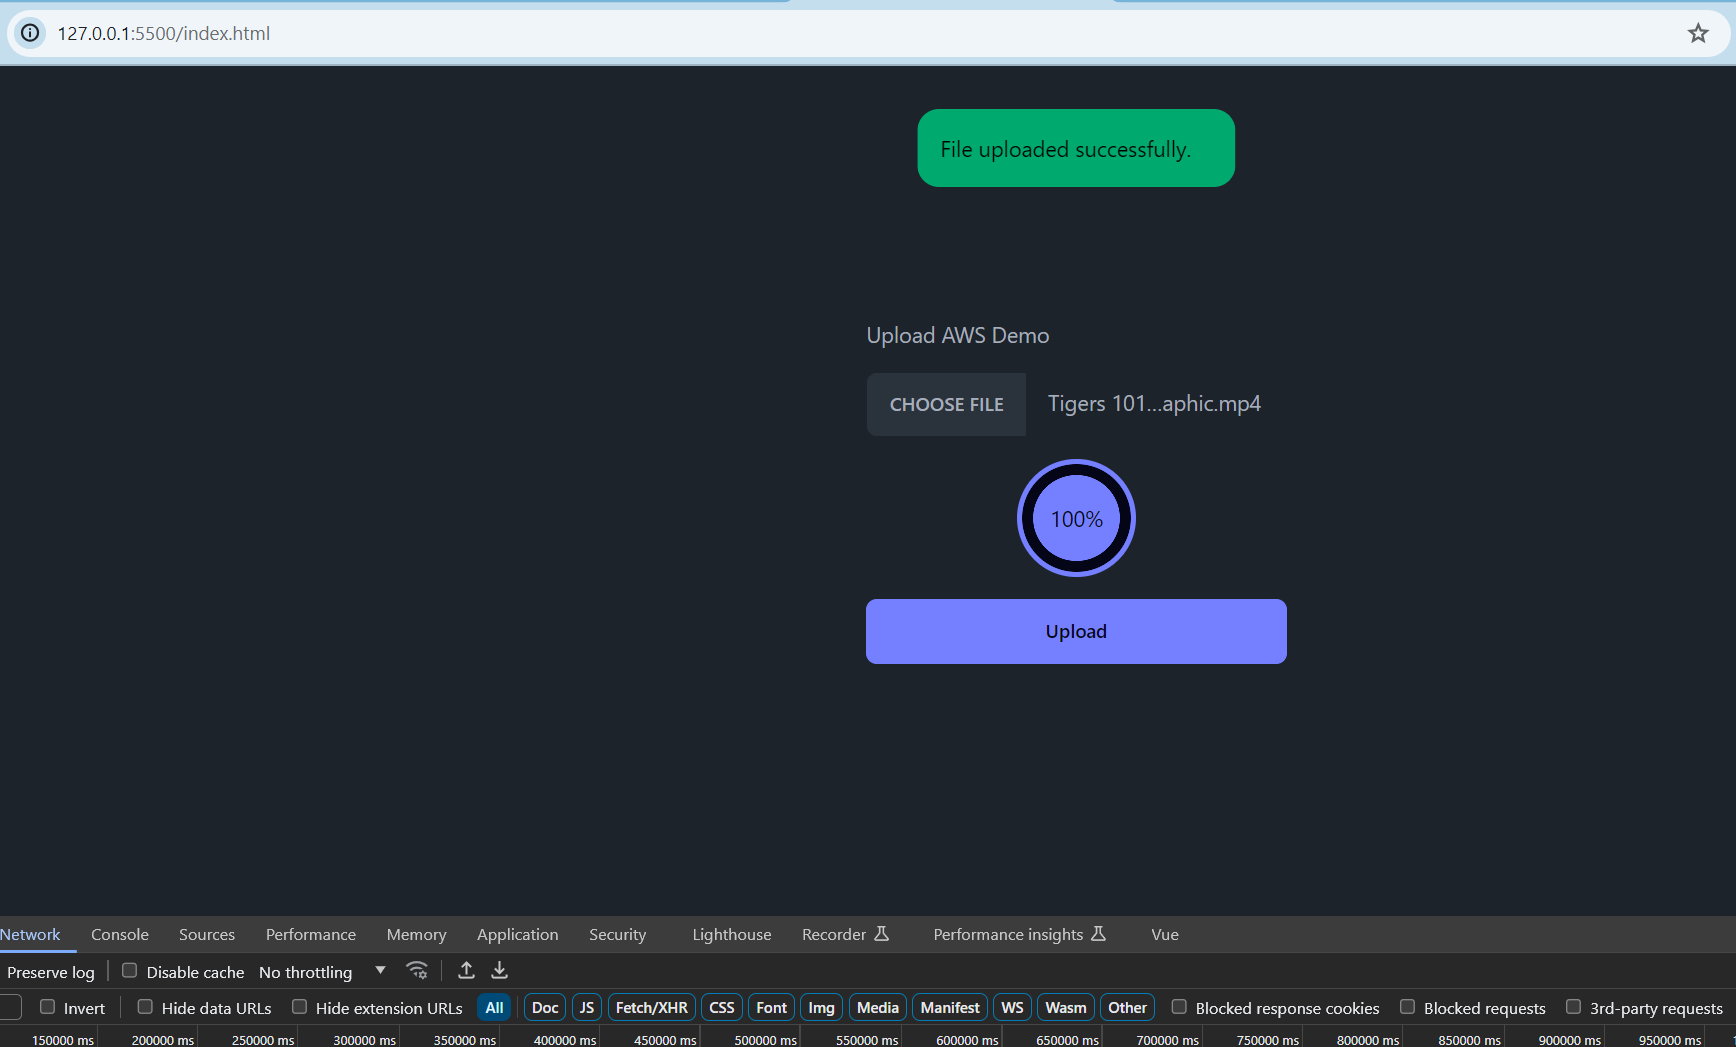 127.0.0.1:5500/index.html
File uploaded successfully.
Upload AWS Demo
CHOOSE FILE Tigers 101...aphic.mp4
100%
Upload
Network Console Sources Performance Memory Application Security Lighthouse Recorder Performance insights Vue
Preserve log Disable cache No throttling
Invert Hide data URLs Hide extension URLs All Doc JS Fetch/XHR CSS Font Img Media Manifest WS Wasm Other Blocked response cookies Blocked requests 3rd-party requests
150000 ms 200000 ms 250000 ms 300000 ms 350000 ms 400000 ms 450000 ms 500000 ms 550000 ms 600000 ms 650000 ms 700000 ms 750000 ms 800000 ms 850000 ms 900000 ms 950000 ms